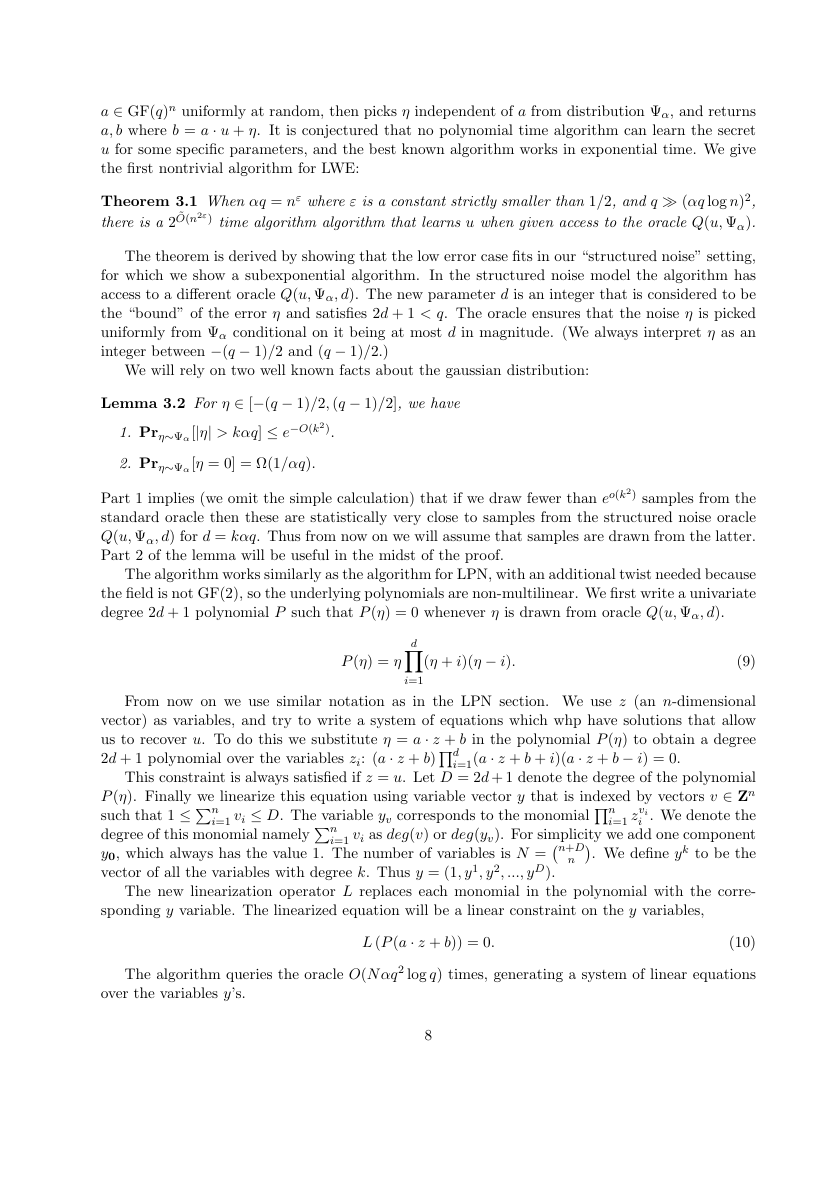 a ∈ GF(q)ⁿ uniformly at random, then picks η independent of a from distribution Ψ_α, and returns
a, b where b = a · u + η. It is conjectured that no polynomial time algorithm can learn the secret
u for some specific parameters, and the best known algorithm works in exponential time. We give
the first nontrivial algorithm for LWE:
Theorem 3.1 When αq = n^ε where ε is a constant strictly smaller than 1/2, and q ≫ (αq log n)²,
there is a 2^{Õ(n^{2ε})} time algorithm algorithm that learns u when given access to the oracle Q(u, Ψ_α).
The theorem is derived by showing that the low error case fits in our “structured noise” setting,
for which we show a subexponential algorithm. In the structured noise model the algorithm has
access to a different oracle Q(u, Ψ_α, d). The new parameter d is an integer that is considered to be
the “bound” of the error η and satisfies 2d + 1 < q. The oracle ensures that the noise η is picked
uniformly from Ψ_α conditional on it being at most d in magnitude. (We always interpret η as an
integer between −(q − 1)/2 and (q − 1)/2.)
We will rely on two well known facts about the gaussian distribution:
Lemma 3.2 For η ∈ [−(q − 1)/2, (q − 1)/2], we have
1. Pr_{η∼Ψ_α}[|η| > kαq] ≤ e^{−O(k²)}.
2. Pr_{η∼Ψ_α}[η = 0] = Ω(1/αq).
Part 1 implies (we omit the simple calculation) that if we draw fewer than e^{o(k²)} samples from the
standard oracle then these are statistically very close to samples from the structured noise oracle
Q(u, Ψ_α, d) for d = kαq. Thus from now on we will assume that samples are drawn from the latter.
Part 2 of the lemma will be useful in the midst of the proof.
The algorithm works similarly as the algorithm for LPN, with an additional twist needed because
the field is not GF(2), so the underlying polynomials are non-multilinear. We first write a univariate
degree 2d + 1 polynomial P such that P(η) = 0 whenever η is drawn from oracle Q(u, Ψ_α, d).
P(η) = η ∏_{i=1}^{d} (η + i)(η − i). (9)
From now on we use similar notation as in the LPN section. We use z (an n-dimensional
vector) as variables, and try to write a system of equations which whp have solutions that allow
us to recover u. To do this we substitute η = a · z + b in the polynomial P(η) to obtain a degree
2d + 1 polynomial over the variables z_i: (a · z + b) ∏_{i=1}^{d} (a · z + b + i)(a · z + b − i) = 0.
This constraint is always satisfied if z = u. Let D = 2d + 1 denote the degree of the polynomial
P(η). Finally we linearize this equation using variable vector y that is indexed by vectors v ∈ Zⁿ
such that 1 ≤ ∑_{i=1}^{n} v_i ≤ D. The variable y_v corresponds to the monomial ∏_{i=1}^{n} z_i^{v_i}. We denote the
degree of this monomial namely ∑_{i=1}^{n} v_i as deg(v) or deg(y_v). For simplicity we add one component
y_0, which always has the value 1. The number of variables is N = \binom{n+D}{n}. We define y^k to be the
vector of all the variables with degree k. Thus y = (1, y¹, y², ..., y^D).
The new linearization operator L replaces each monomial in the polynomial with the corre-
sponding y variable. The linearized equation will be a linear constraint on the y variables,
L (P(a · z + b)) = 0. (10)
The algorithm queries the oracle O(Nαq² log q) times, generating a system of linear equations
over the variables y’s.
8